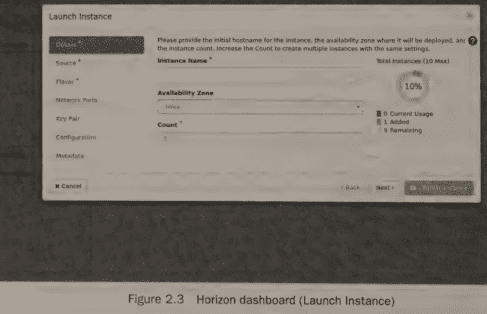 Launch Instance
Details *
Please provide the initial hostname for the instance, the availability zone where it will be deployed, and
the instance count. Increase the Count to create multiple instances with the same settings.
Source *
Instance Name *
Total Instances (10 Max)
Flavor *
10%
Network Ports
Availability Zone
nova
Key Pair
0 Current Usage
1 Added
9 Remaining
Count *
Configuration
1
Metadata
Cancel
< Back
Next >
Launch Instance
Figure 2.3 Horizon dashboard (Launch Instance)